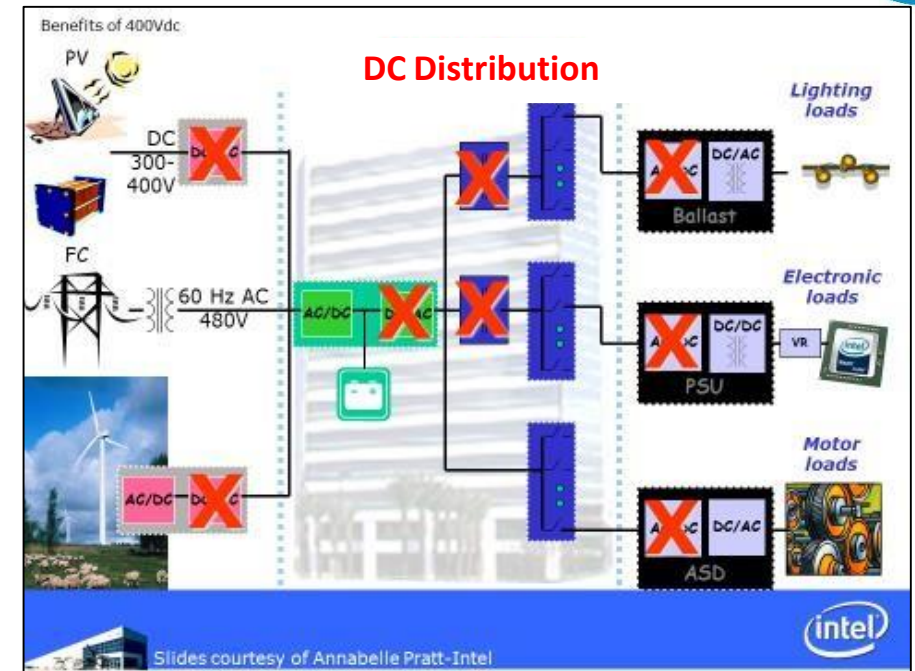 Benefits of 400Vdc
DC Distribution
PV
DC
300-
400V
FC
60 Hz AC
480V
AC/DC
AC/DC
DC/AC
Ballast
Lighting
loads
DC/DC
PSU
VR
intel
Electronic
loads
DC/AC
ASD
Motor
loads
Slides courtesy of Annabelle Pratt-Intel
intel